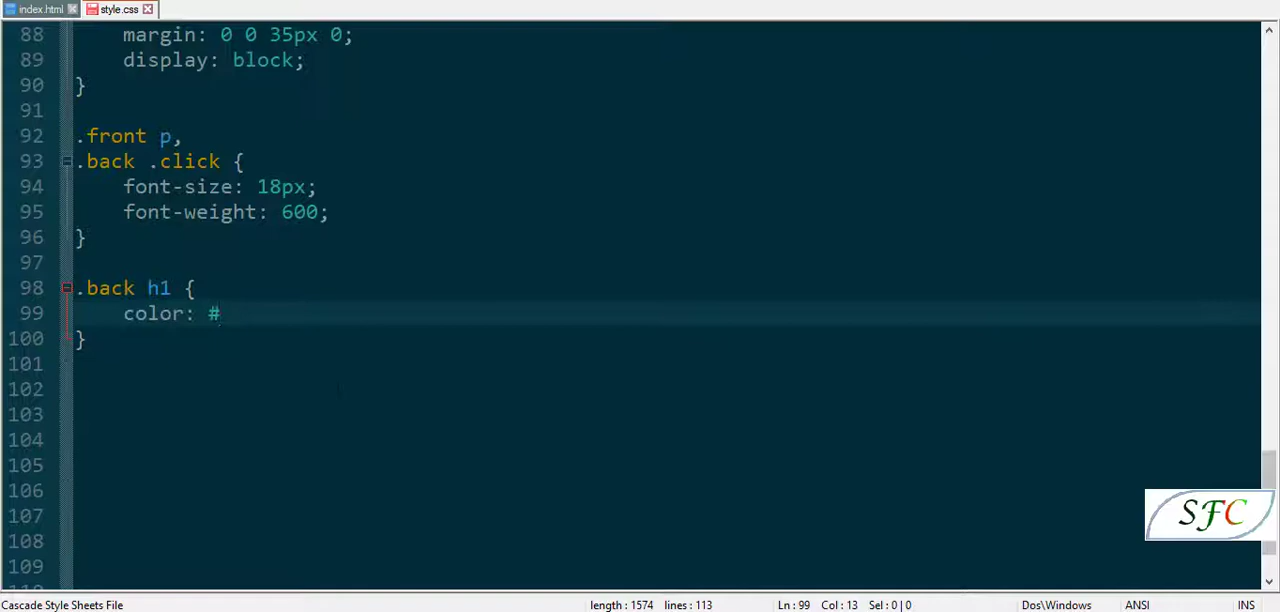 index.html style.css
88 margin: 0 0 35px 0;
89 display: block;
90 }
91
92 .front p,
93 .back .click {
94 font-size: 18px;
95 font-weight: 600;
96 }
97
98 .back h1 {
99 color: #
100 }
101
102
103
104
105
106
107
108
109
SFC
Cascade Style Sheets File length : 1574 lines : 113 Ln : 99 Col : 13 Sel : 0 | 0 Dos\Windows ANSI INS